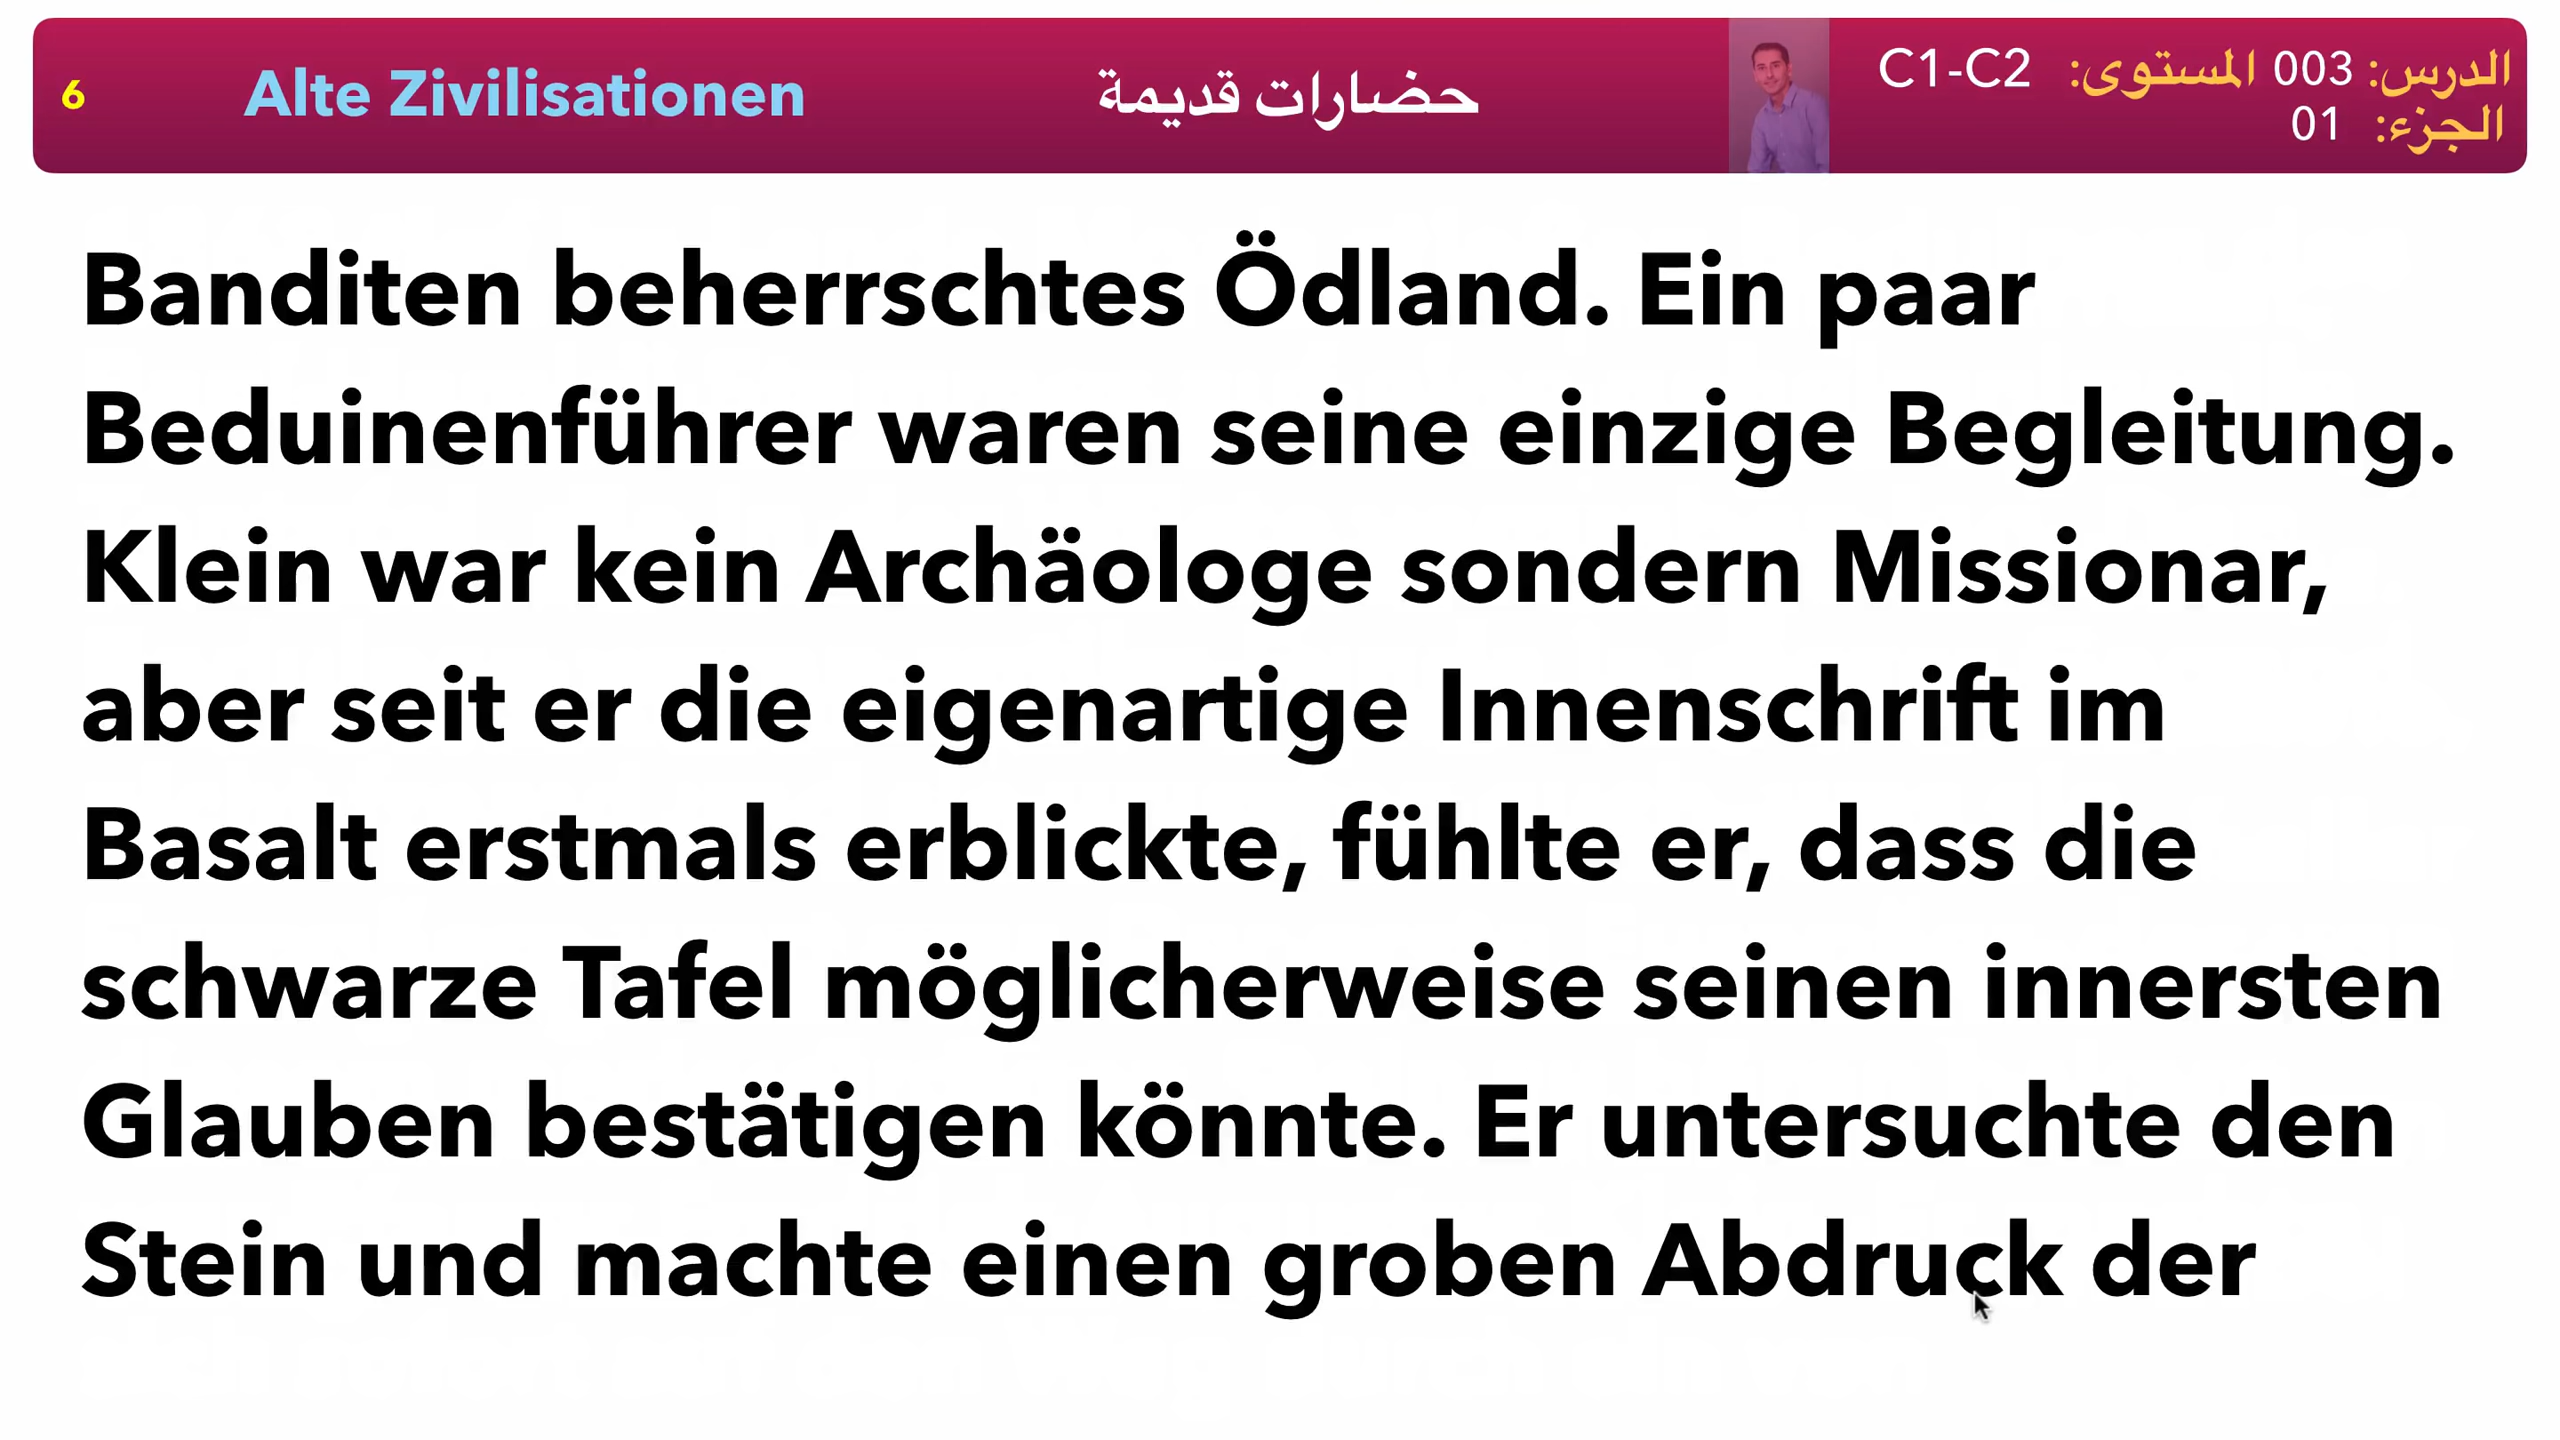 6 Alte Zivilisationen حضارات قديمة الدرس: 003 المستوى: C1-C2
الجزء: 01
Banditen beherrschtes Ödland. Ein paar
Beduinenführer waren seine einzige Begleitung.
Klein war kein Archäologe sondern Missionar,
aber seit er die eigenartige Innenschrift im
Basalt erstmals erblickte, fühlte er, dass die
schwarze Tafel möglicherweise seinen innersten
Glauben bestätigen könnte. Er untersuchte den
Stein und machte einen groben Abdruck der